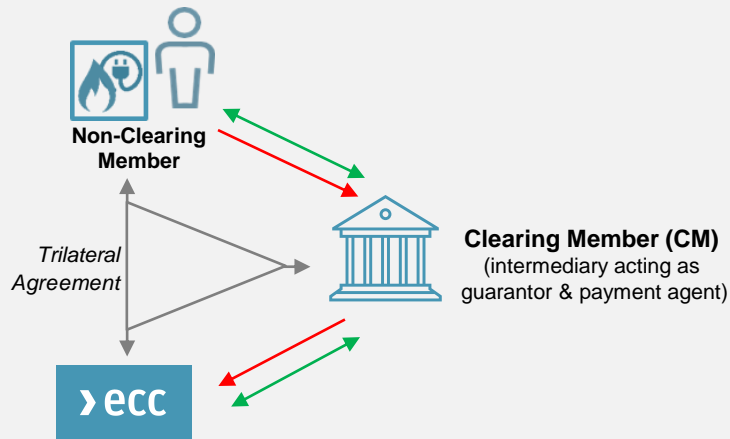 Non-Clearing
Member
Trilateral
Agreement
Clearing Member (CM)
(intermediary acting as
guarantor & payment agent)
ecc